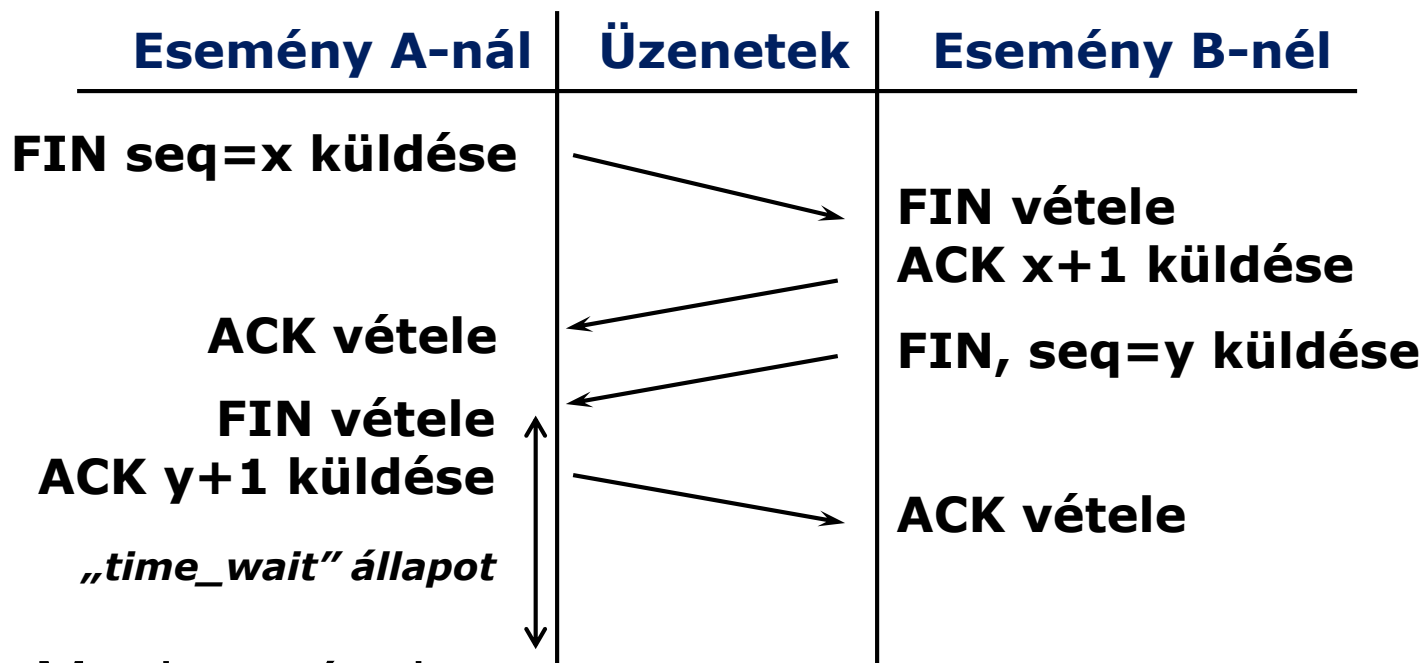 Esemény A-nál
Üzenetek
Esemény B-nél
FIN seq=x küldése
FIN vétele
ACK x+1 küldése
ACK vétele
FIN, seq=y küldése
FIN vétele
ACK y+1 küldése
ACK vétele
„time_wait” állapot